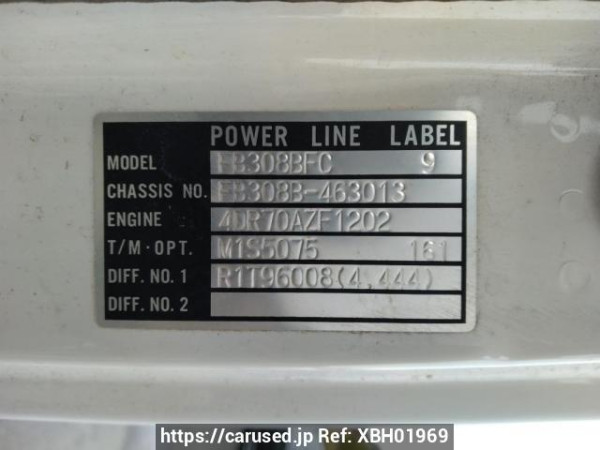 POWER LINE LABEL
MODEL FB308BFC 9
CHASSIS NO. FB308B-463013
ENGINE 4DR70AZF1202
T/M·OPT. M1S5075 181
DIFF. NO. 1 R1T96008(4,444)
DIFF. NO. 2
https://carused.jp Ref: XBH01969